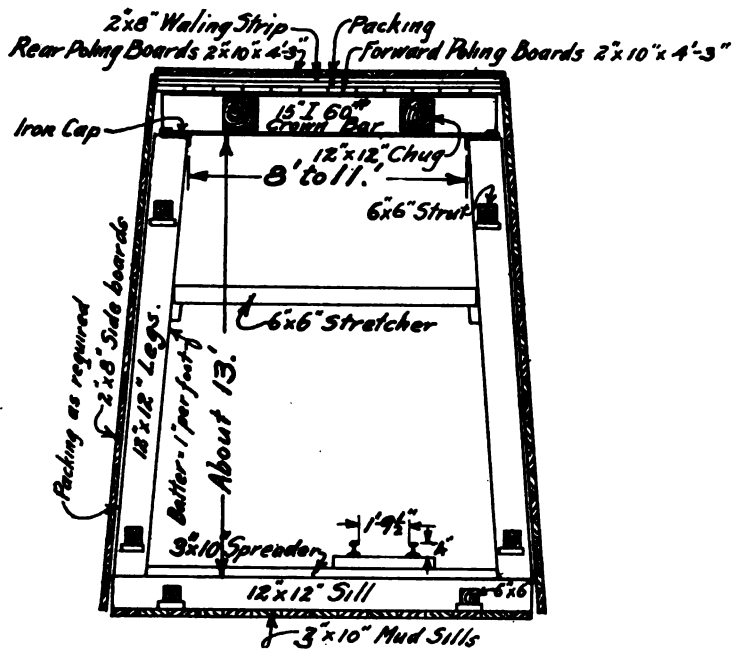 2"x8" Waling Strip
Packing
Rear Poling Boards 2"x10"x 4'-3"
Forward Poling Boards 2"x10"x 4'-3"
15" I 60#
Crown Bar
Iron Cap
12"x12" Chug
8' to 11.'
6"x6" Strut
6"x6" Stretcher
Packing as required
2"x8" Side boards
12"x12" Legs.
Batter = 1" per foot
About 13.'
1'-9½"
4"
3"x10" Spreader
12"x12" Sill
6"x6"
3"x10" Mud Sills